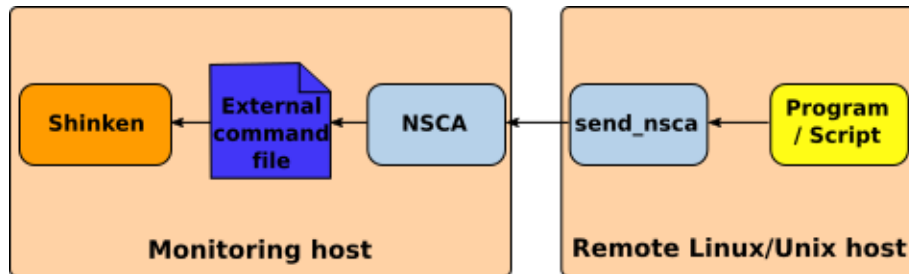 Shinken
External
command
file
NSCA
send_nsca
Program
/ Script
Monitoring host
Remote Linux/Unix host